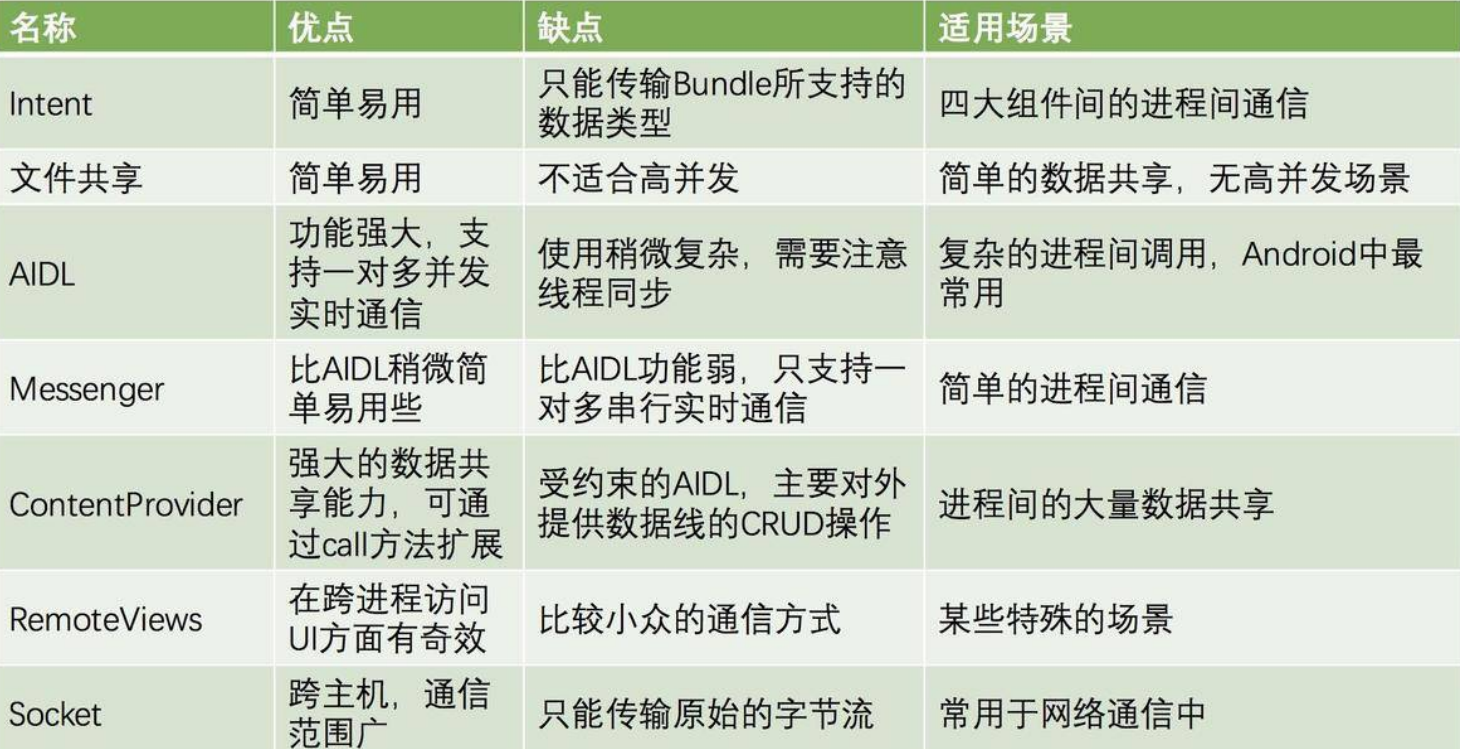 名称 优点 缺点 适用场景
Intent 简单易用 只能传输Bundle所支持的
数据类型 四大组件间的进程间通信
文件共享 简单易用 不适合高并发 简单的数据共享，无高并发场景
AIDL 功能强大，支
持一对多并发
实时通信 使用稍微复杂，需要注意
线程同步 复杂的进程间调用，Android中最
常用
Messenger 比AIDL稍微简
单易用些 比AIDL功能弱，只支持一
对多串行实时通信 简单的进程间通信
ContentProvider 强大的数据共
享能力，可通
过call方法扩展 受约束的AIDL，主要对外
提供数据线的CRUD操作 进程间的大量数据共享
RemoteViews 在跨进程访问
UI方面有奇效 比较小众的通信方式 某些特殊的场景
Socket 跨主机，通信
范围广 只能传输原始的字节流 常用于网络通信中